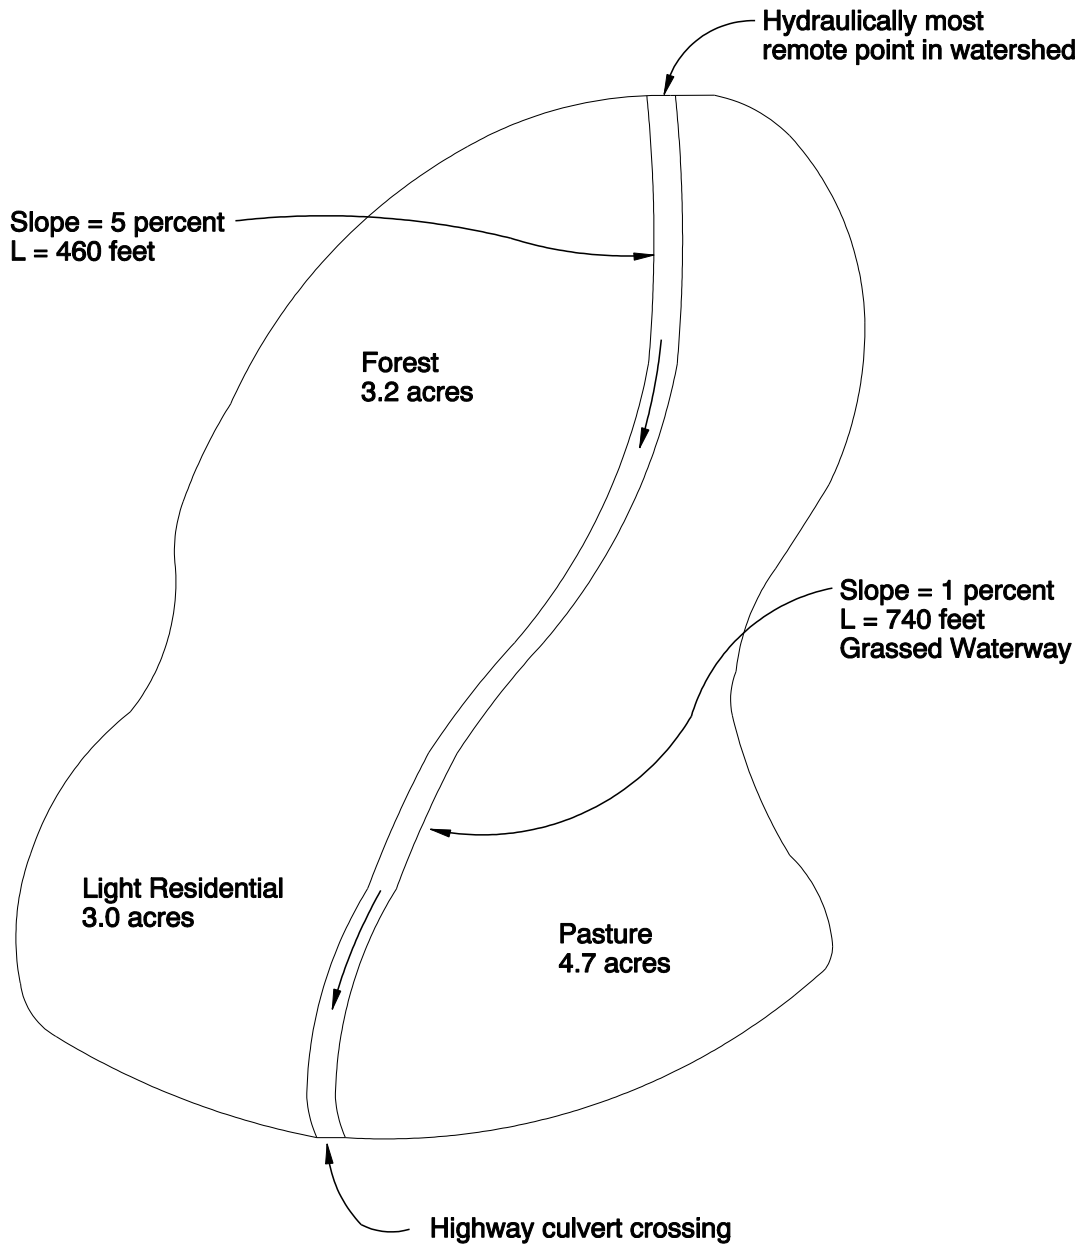 Hydraulically most
remote point in watershed
Slope = 5 percent
L = 460 feet
Forest
3.2 acres
Slope = 1 percent
L = 740 feet
Grassed Waterway
Light Residential
3.0 acres
Pasture
4.7 acres
Highway culvert crossing